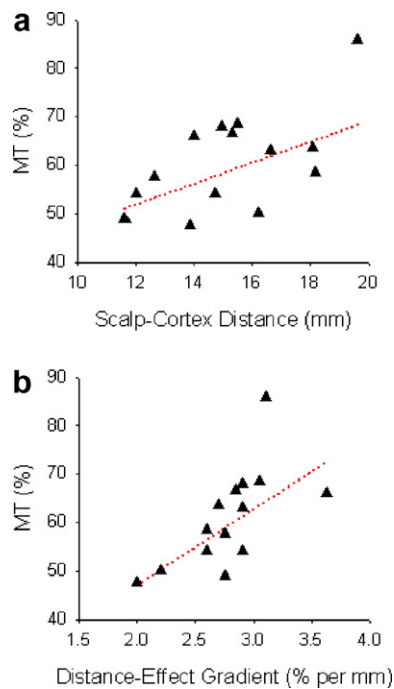 a
90
80
70
60
50
40
MT (%)
10 12 14 16 18 20
Scalp-Cortex Distance (mm)
b
90
80
70
60
50
40
MT (%)
1.5 2.0 2.5 3.0 3.5 4.0
Distance-Effect Gradient (% per mm)